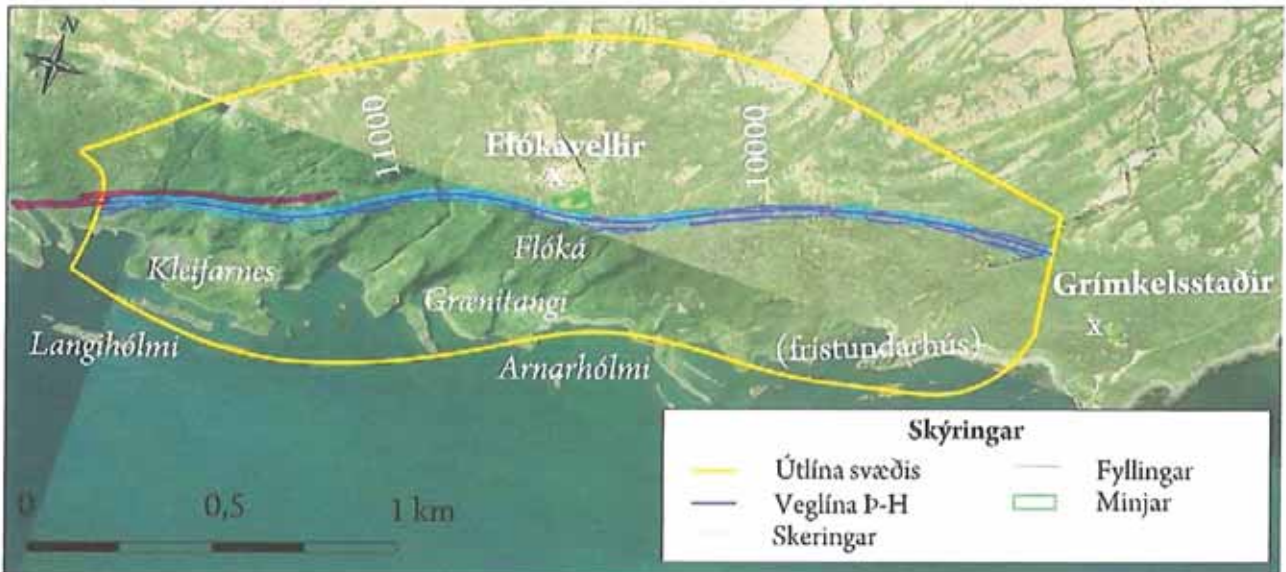 N
11000
Flókavellir
x
10000
Flóká
Kleifarnes
Grænitangi
Grímkelsstaðir
x
Langihólmi
Arnarhólmi
(frístundarhús)
Skýringar
Útlína svæðis
Fyllingar
Veglína Þ-H
Minjar
Skeringar
0
0,5
1 km